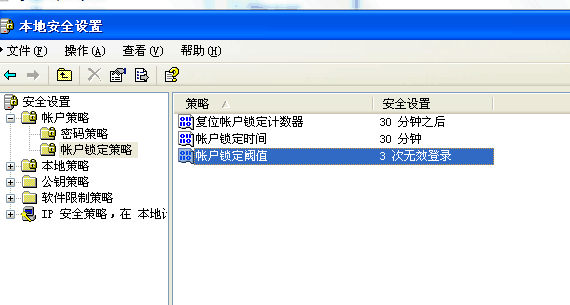 本地安全设置
文件(F) 操作(A) 查看(V) 帮助(H)
安全设置
帐户策略
密码策略
帐户锁定策略
本地策略
公钥策略
软件限制策略
IP 安全策略，在 本地计
策略 安全设置
复位帐户锁定计数器 30 分钟之后
帐户锁定时间 30 分钟
帐户锁定阈值 3 次无效登录